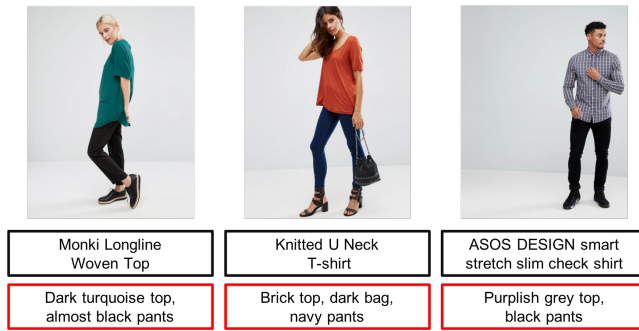 Monki Longline
Woven Top
Knitted U Neck
T-shirt
ASOS DESIGN smart
stretch slim check shirt
Dark turquoise top,
almost black pants
Brick top, dark bag,
navy pants
Purplish grey top,
black pants